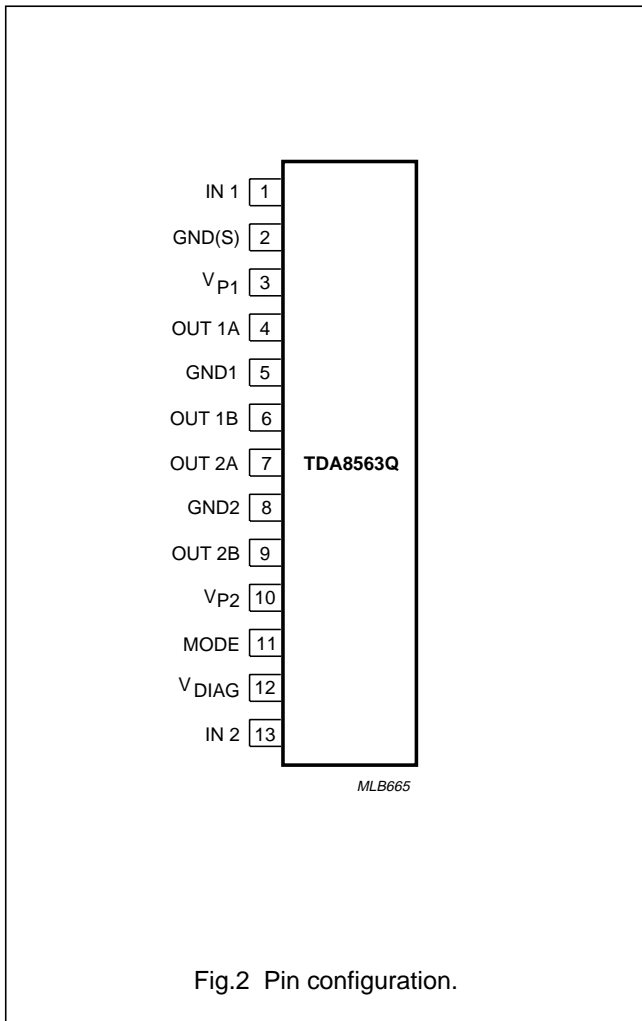 IN 1 1
GND(S) 2
VP1 3
OUT 1A 4
GND1 5
OUT 1B 6
OUT 2A 7 TDA8563Q
GND2 8
OUT 2B 9
VP2 10
MODE 11
VDIAG 12
IN 2 13
MLB665
Fig.2 Pin configuration.